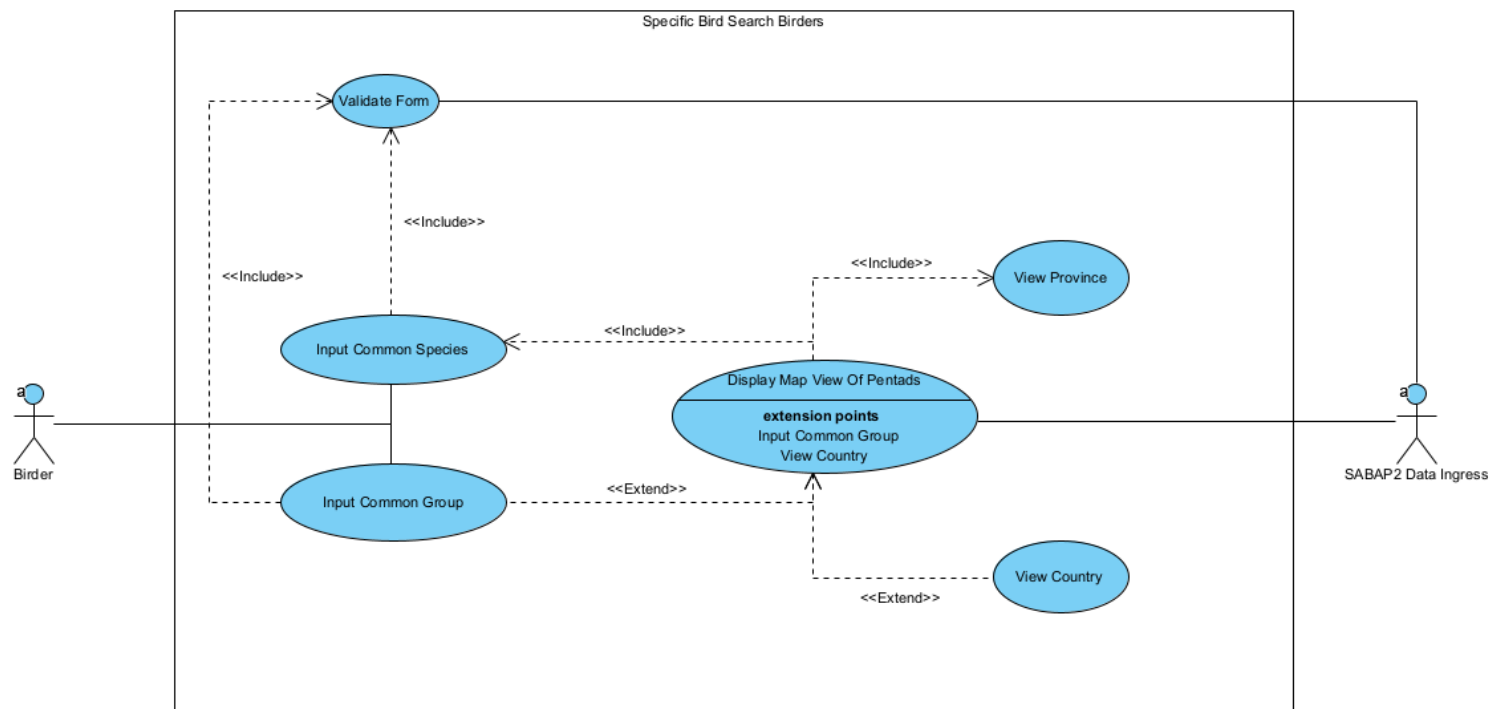 Specific Bird Search Birders
Validate Form
<<Include>>
<<Include>>
<<Include>>
View Province
<<Include>>
Input Common Species
Display Map View Of Pentads
extension points
Input Common Group
View Country
a
Birder
a
SABAP2 Data Ingress
Input Common Group
<<Extend>>
View Country
<<Extend>>